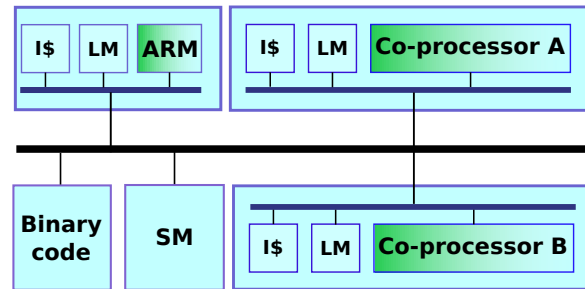 I$ LM ARM
I$ LM Co-processor A
Binary
code
SM
I$ LM Co-processor B